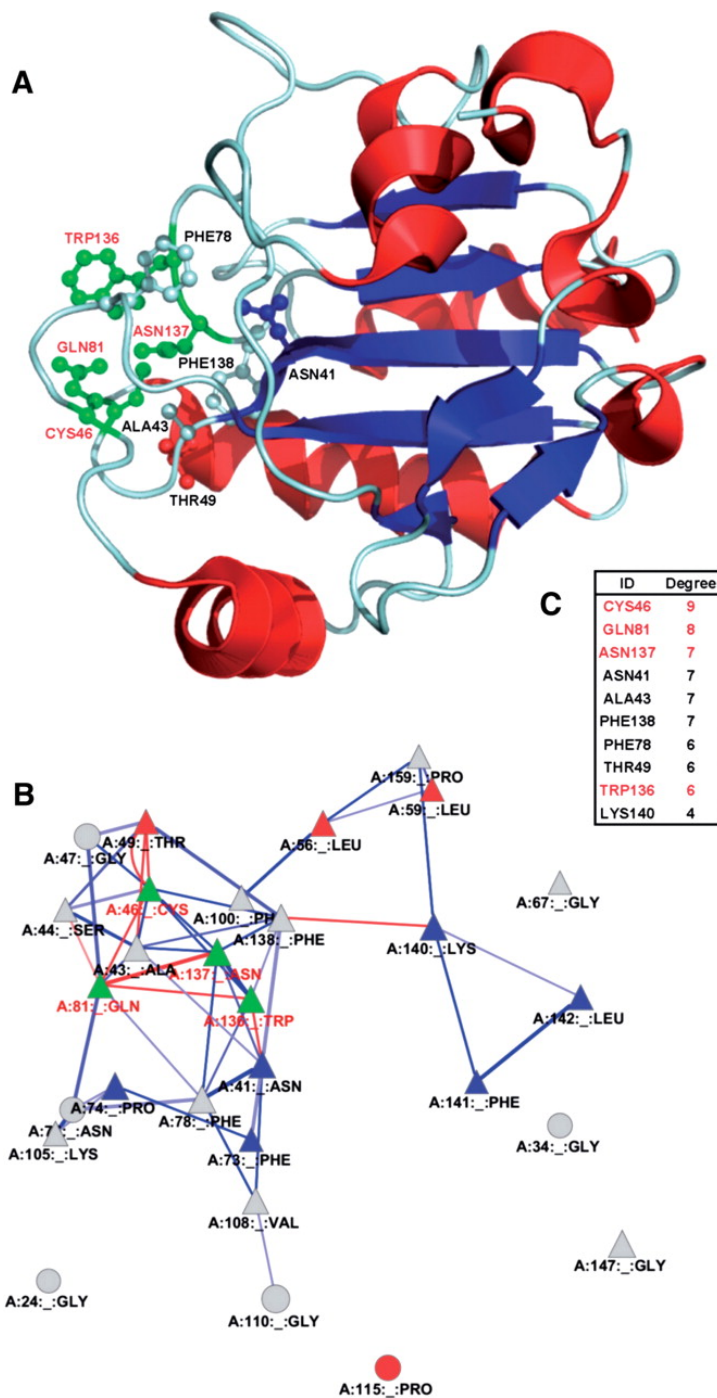 A
TRP136
PHE78
GLN81
ASN137
PHE138
ASN41
CYS46
ALA43
THR49
C
ID Degree
CYS46 9
GLN81 8
ASN137 7
ASN41 7
ALA43 7
PHE138 7
PHE78 6
THR49 6
TRP136 6
LYS140 4
B
A:159:_:PRO
A:59:_:LEU
A:49:_:THR
A:56:_:LEU
A:47:_:GLY
A:46:_:CYS
A:67:_:GLY
A:100:_:PH
A:44:_:SER
A:138:_:PHE
A:140:_:LYS
A:43:_:ALA
A:137:_:ASN
A:81:_:GLN
A:136:_:TRP
A:142:_:LEU
A:41:_:ASN
A:141:_:PHE
A:74:_:PRO
A:78:_:PHE
A:7 _:ASN
A:34:_:GLY
A:105:_:LYS
A:73:_:PHE
A:108:_:VAL
A:147:_:GLY
A:24:_:GLY
A:110:_:GLY
A:115:_:PRO